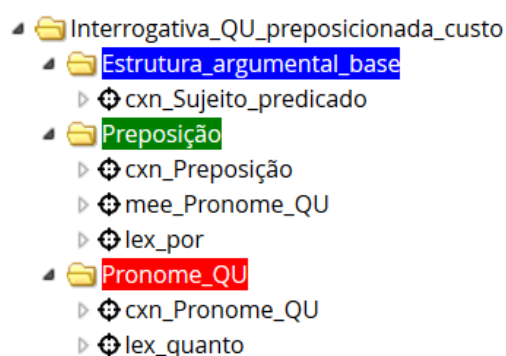 Interrogativa_QU_preposicionada_custo
Estrutura_argumental_base
cxn_Sujeito_predicado
Preposição
cxn_Preposição
mee_Pronome_QU
lex_por
Pronome_QU
cxn_Pronome_QU
lex_quanto